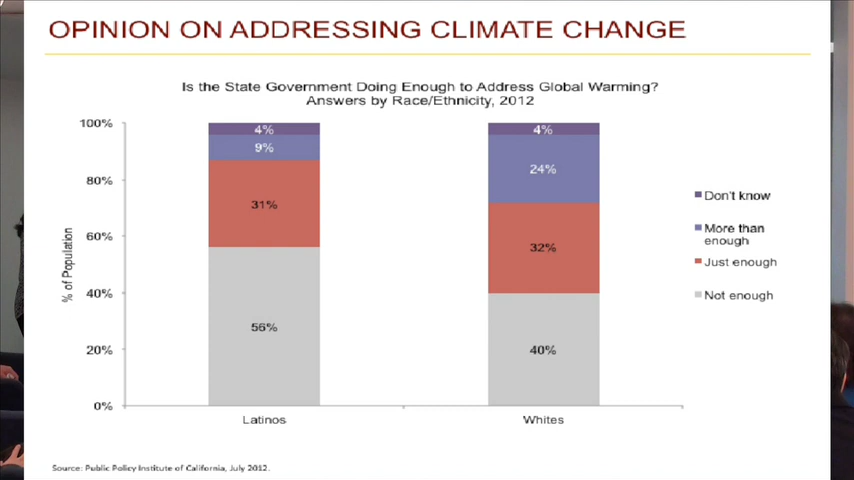 OPINION ON ADDRESSING CLIMATE CHANGE
Is the State Government Doing Enough to Address Global Warming?
Answers by Race/Ethnicity, 2012
100%
80%
60%
40%
20%
0%
% of Population
4%
9%
31%
56%
4%
24%
32%
40%
Latinos
Whites
Don't know
More than
enough
Just enough
Not enough
Source: Public Policy Institute of California, July 2012.